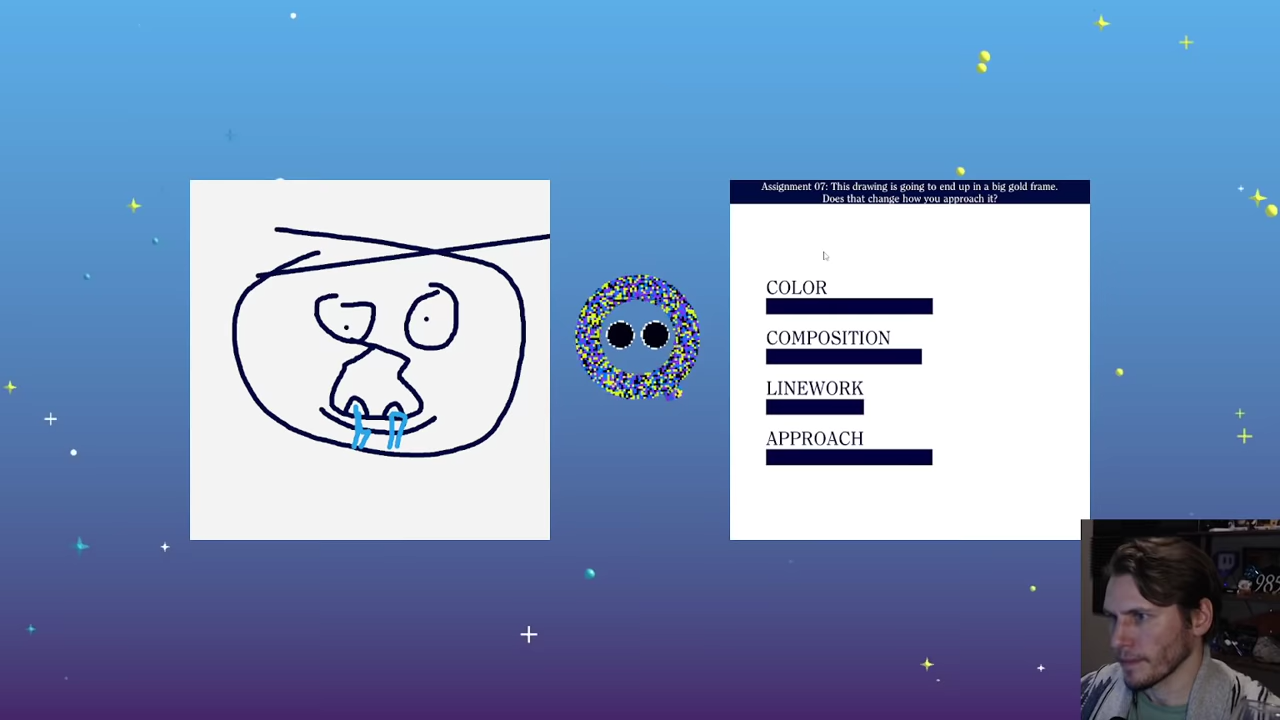 Assignment 07: This drawing is going to end up in a big gold frame.
Does that change how you approach it?
COLOR
COMPOSITION
LINEWORK
APPROACH
985